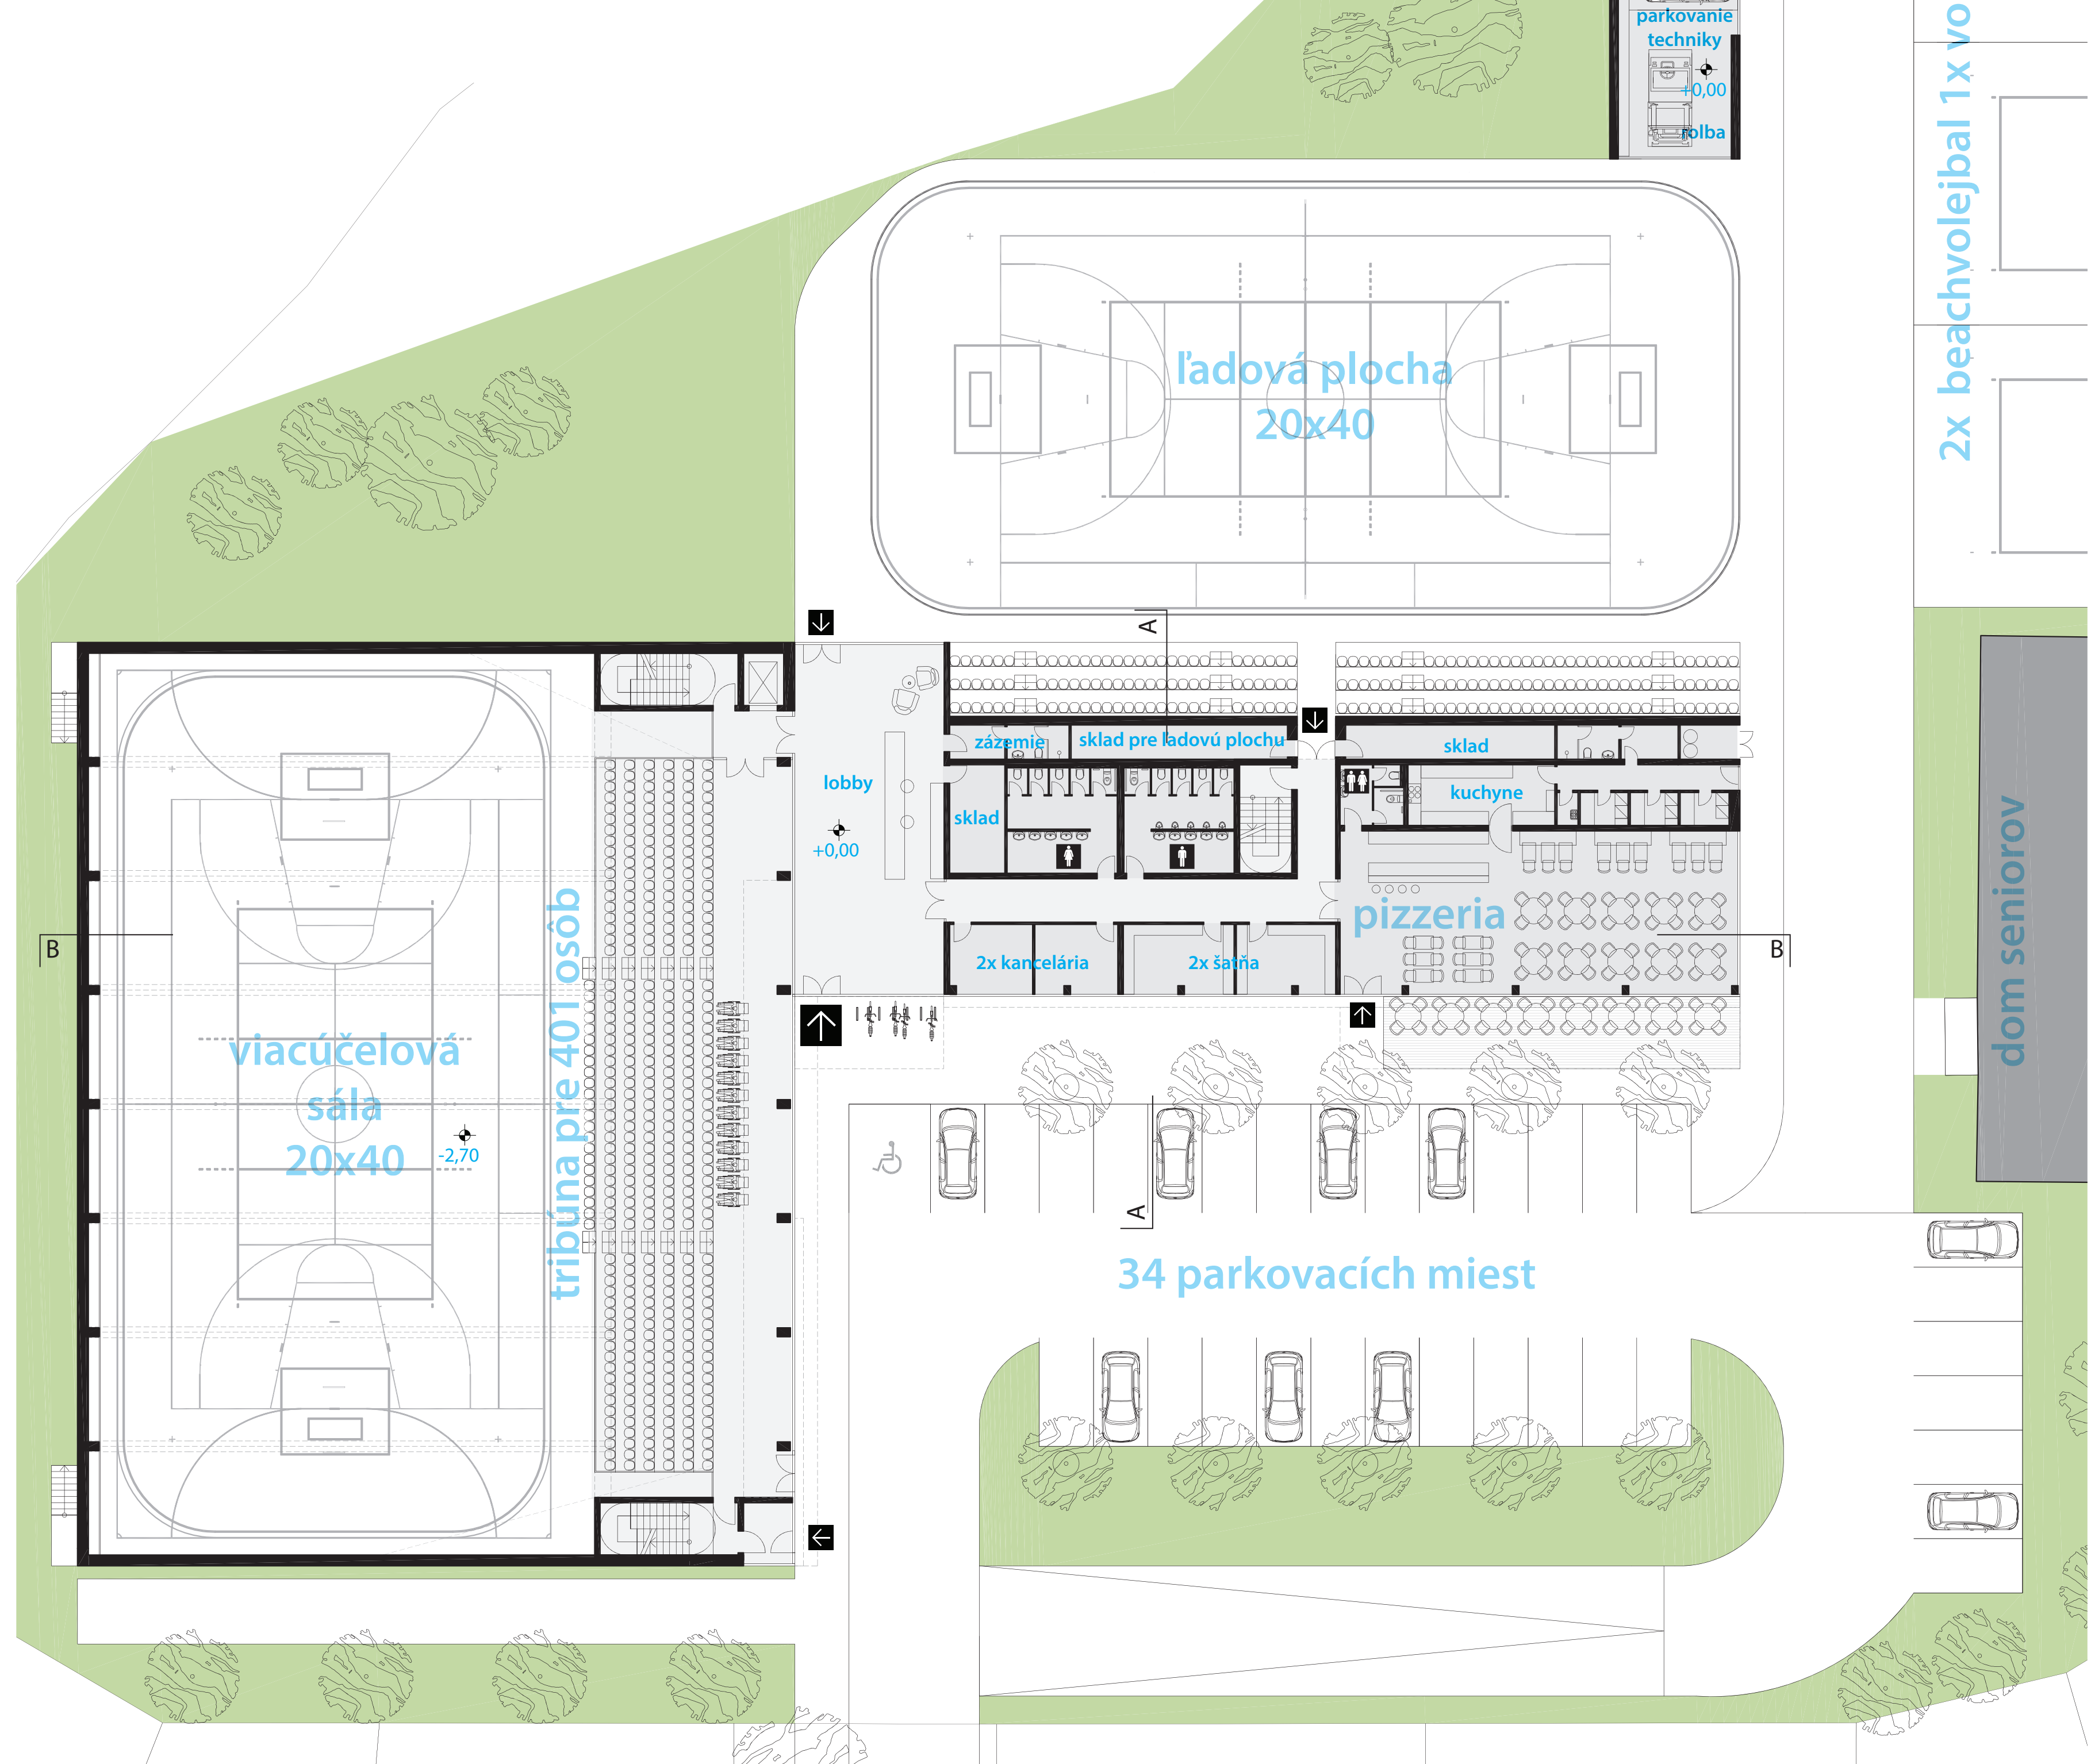 parkovanie
techniky
+0,00
rolba
2x beachvolejbal 1x vo
ľadová plocha
20x40
A
zázemie
sklad pre ľadovú plochu
sklad
lobby
+0,00
sklad
kuchyne
pizzeria
2x kancelária
2x šatňa
B
B
dom seniorov
viacúčelová
sála
20x40
-2,70
tribúna pre 401 osôb
A
34 parkovacích miest